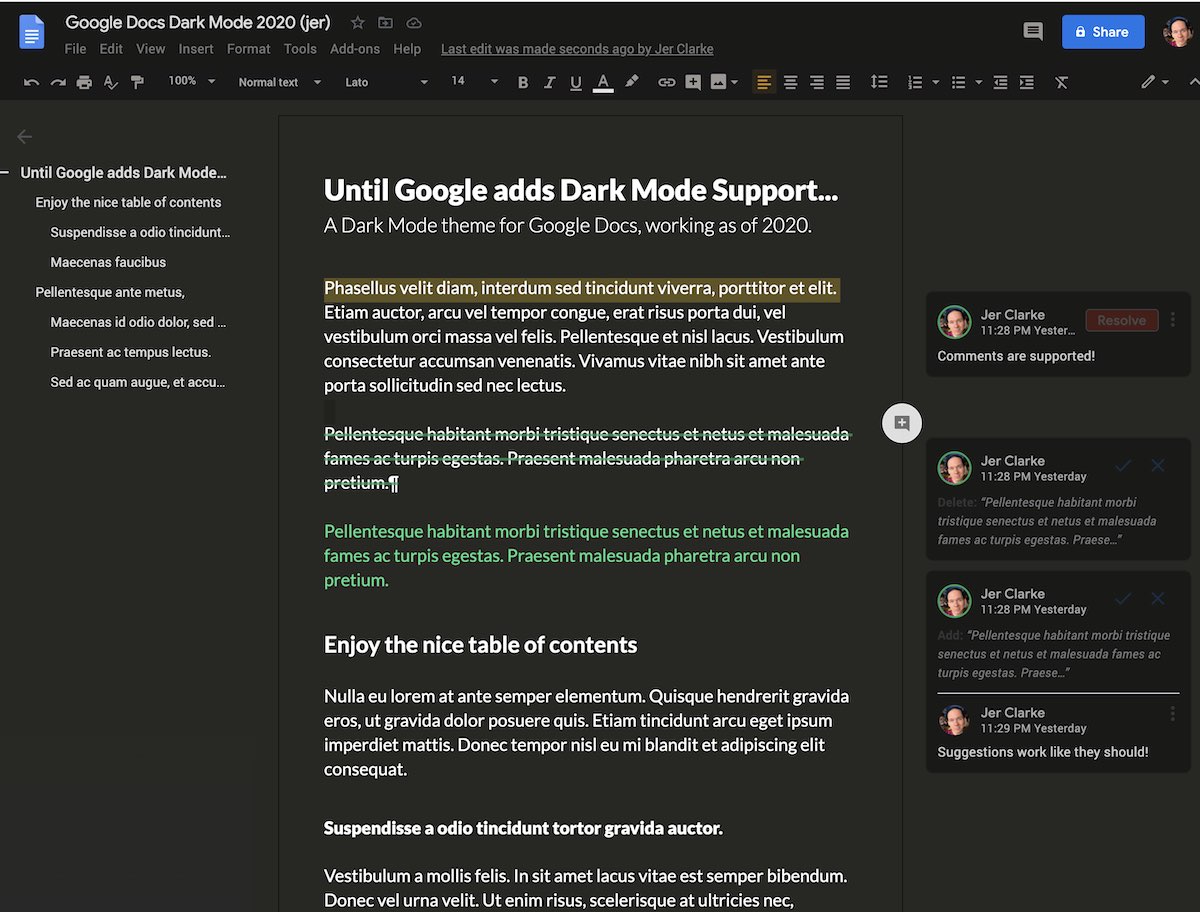 Google Docs Dark Mode 2020 (jer)
File Edit View Insert Format Tools Add-ons Help Last edit was made seconds ago by Jer Clarke
Share
100% Normal text Lato 14 B I U A
Until Google adds Dark Mode...
Enjoy the nice table of contents
Suspendisse a odio tincidunt...
Maecenas faucibus
Pellentesque ante metus,
Maecenas id odio dolor, sed ...
Praesent ac tempus lectus.
Sed ac quam augue, et accu...
Until Google adds Dark Mode Support...
A Dark Mode theme for Google Docs, working as of 2020.
Phasellus velit diam, interdum sed tincidunt viverra, porttitor et elit.
Etiam auctor, arcu vel tempor congue, erat risus porta dui, vel
vestibulum orci massa vel felis. Pellentesque et nisl lacus. Vestibulum
consectetur accumsan venenatis. Vivamus vitae nibh sit amet ante
porta sollicitudin sed nec lectus.
Pellentesque habitant morbi tristique senectus et netus et malesuada
fames ac turpis egestas. Praesent malesuada pharetra arcu non
pretium.¶
Pellentesque habitant morbi tristique senectus et netus et malesuada
fames ac turpis egestas. Praesent malesuada pharetra arcu non
pretium.
Enjoy the nice table of contents
Nulla eu lorem at ante semper elementum. Quisque hendrerit gravida
eros, ut gravida dolor posuere quis. Etiam tincidunt arcu eget ipsum
imperdiet mattis. Donec tempor nisl eu mi blandit et adipiscing elit
consequat.
Suspendisse a odio tincidunt tortor gravida auctor.
Vestibulum a mollis felis. In sit amet lacus vitae est semper bibendum.
Donec vel urna velit. Ut enim risus, scelerisque at ultricies nec,
Jer Clarke
11:28 PM Yester...
Resolve
Comments are supported!
Jer Clarke
11:28 PM Yesterday
Delete: “Pellentesque habitant morbi
tristique senectus et netus et malesuada
fames ac turpis egestas. Praese...”
Jer Clarke
11:28 PM Yesterday
Add: “Pellentesque habitant morbi tristique
senectus et netus et malesuada fames ac
turpis egestas. Praese...”
Jer Clarke
11:29 PM Yesterday
Suggestions work like they should!